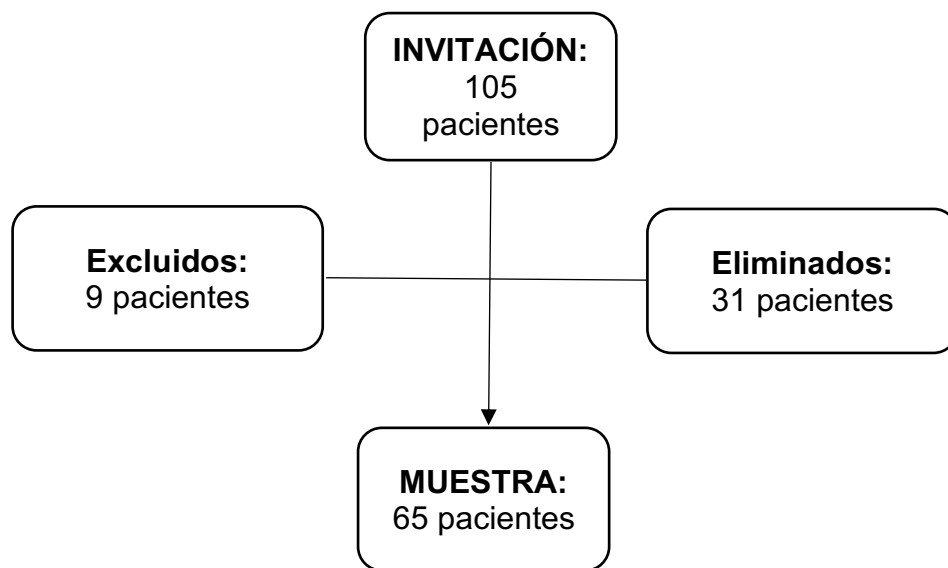 INVITACIÓN:
105
pacientes
Excluidos:
9 pacientes
Eliminados:
31 pacientes
MUESTRA:
65 pacientes